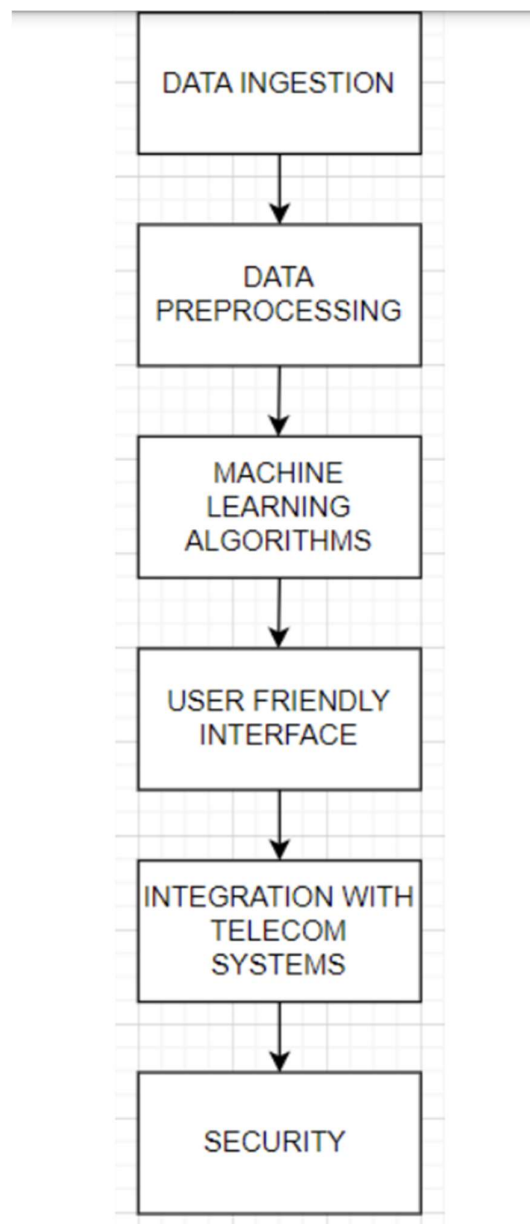 DATA INGESTION
DATA
PREPROCESSING
MACHINE
LEARNING
ALGORITHMS
USER FRIENDLY
INTERFACE
INTEGRATION WITH
TELECOM
SYSTEMS
SECURITY